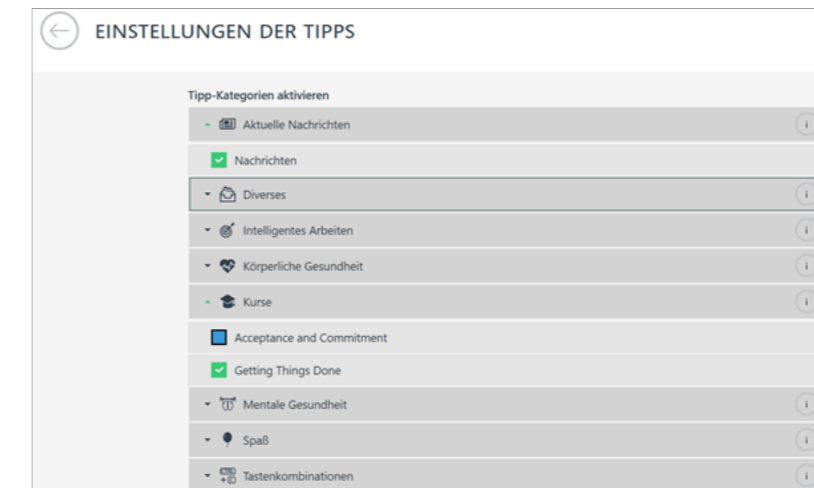 EINSTELLUNGEN DER TIPPS
Tipp-Kategorien aktivieren
Aktuelle Nachrichten
Nachrichten
Diverses
Intelligentes Arbeiten
Körperliche Gesundheit
Kurse
Acceptance and Commitment
Getting Things Done
Mentale Gesundheit
Spaß
Tastenkombinationen